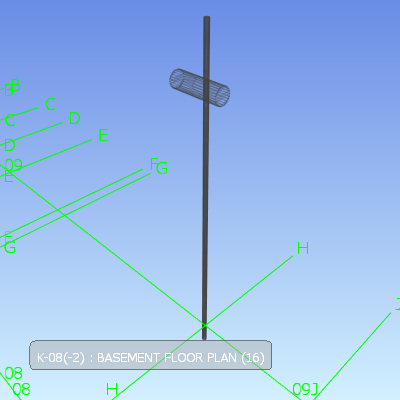 C
D
E
F
G
C
D
09
E
F
G
H
K-08(-2) : BASEMENT FLOOR PLAN (16)
08
08
H
09J